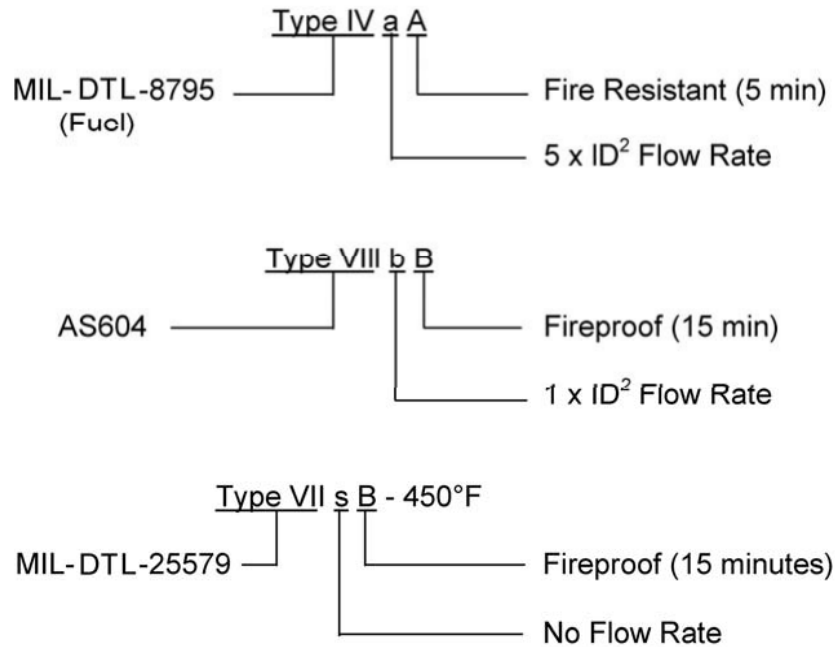 Type IV a A
MIL-DTL-8795
(Fucl)
Fire Resistant (5 min)
5 x ID² Flow Rate
Type VIII b B
AS604
Fireproof (15 min)
1 x ID² Flow Rate
Type VII s B - 450°F
MIL-DTL-25579
Fireproof (15 minutes)
No Flow Rate